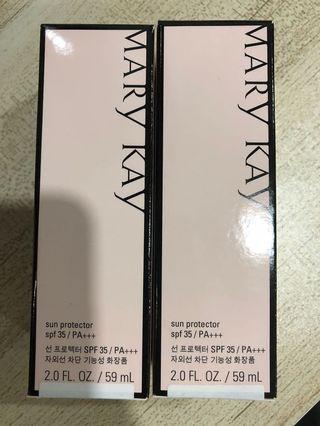 MARY KAY
sun protector
spf 35 / PA+++
선 프로텍터 SPF 35 / PA+++
자외선 차단 기능성 화장품
2.0 FL. OZ. / 59 mL
MARY KAY
sun protector
spf 35 / PA+++
선 프로텍터 SPF 35 / PA+++
자외선 차단 기능성 화장품
2.0 FL. OZ. / 59 mL